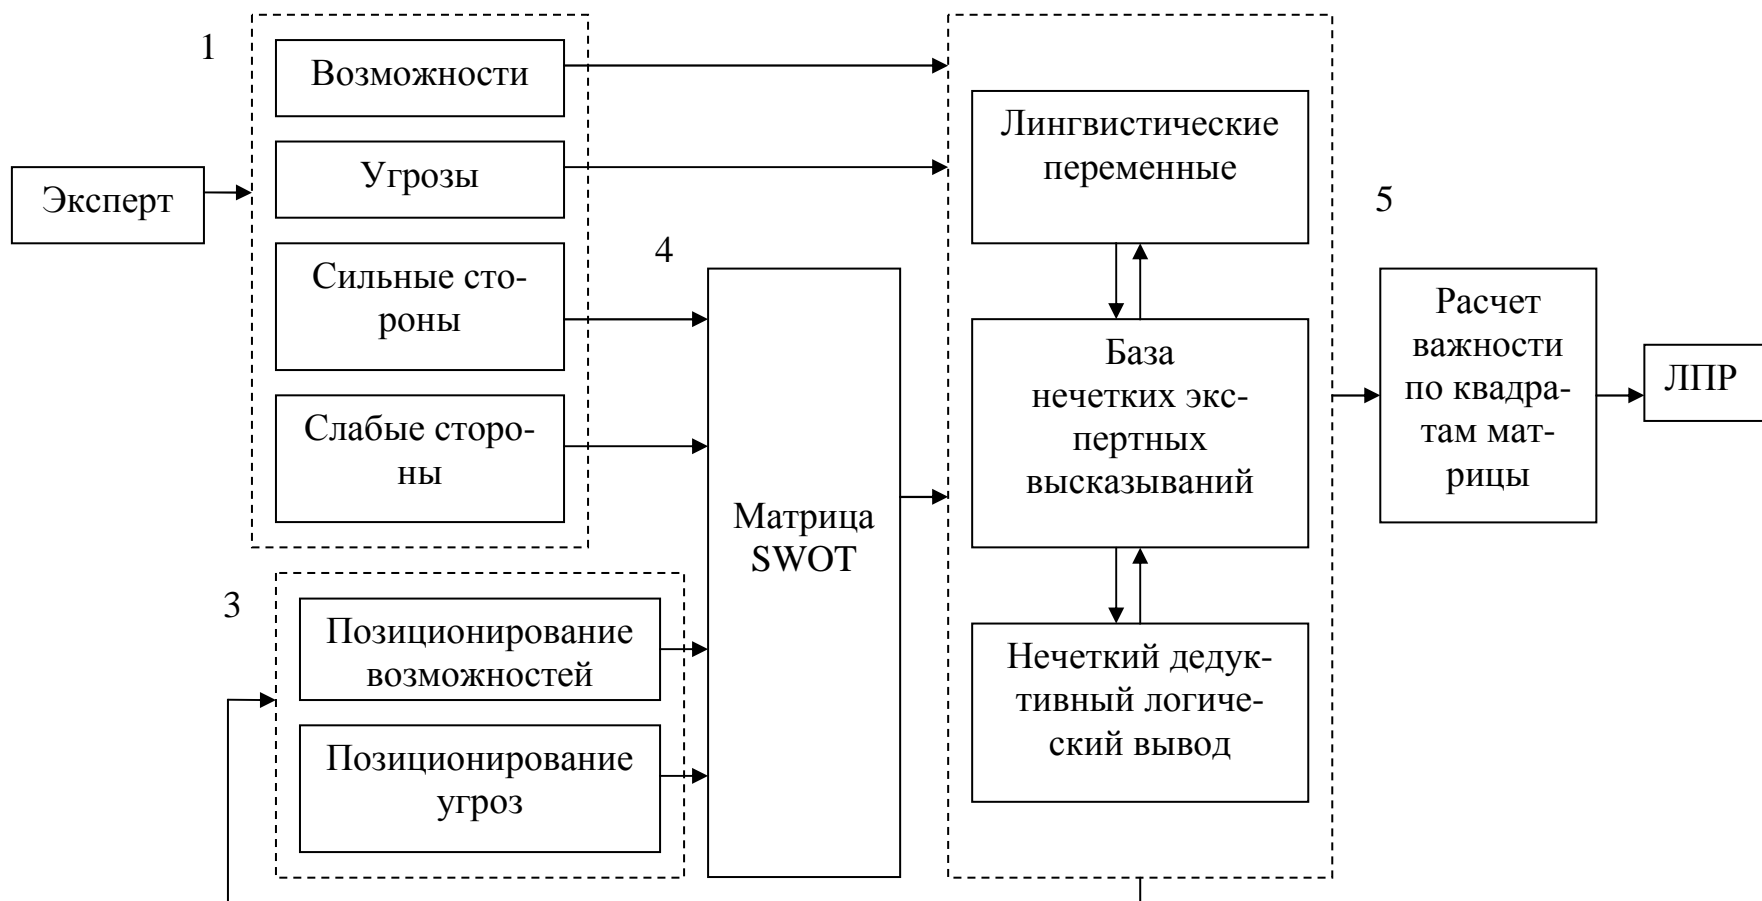 1
Возможности
Угрозы
Эксперт
Сильные сто-
роны
Слабые сторо-
ны
3
Позиционирование
возможностей
Позиционирование
угроз
4
Матрица
SWOT
Лингвистические
переменные
База
нечетких экс-
пертных
высказываний
Нечеткий дедук-
тивный логиче-
ский вывод
5
Расчет
важности
по квадра-
там мат-
рицы
ЛПР